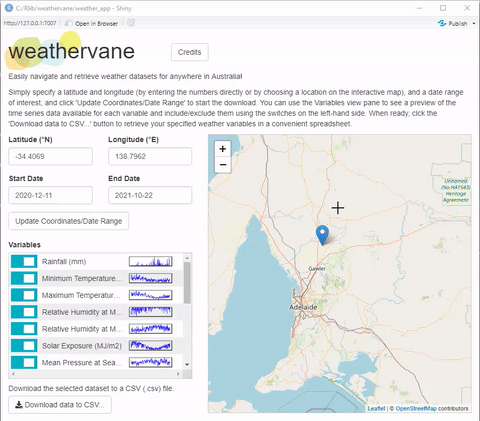 C:/Rlib/weathervane/weather_app - Shiny
http://127.0.0.1:7007
Open in Browser
Publish
weathervane
Credits
Easily navigate and retrieve weather datasets for anywhere in Australia!
Simply specify a latitude and longitude (by entering the numbers directly or by choosing a location on the interactive map), and a date
range of interest, and click 'Update Coordinates/Date Range' to start the download. You can use the Variables view pane to see a preview of the
time series data available for each variable and include/exclude them using the switches on the left-hand side. When ready, click the
'Download data to CSV...' button to retrieve your specified weather variables in a convenient spreadsheet.
Latitude (°N) Longitude (°E)
-34.4069 138.7962
Start Date End Date
2020-12-11 2021-10-22
Update Coordinates/Date Range
Variables
Rainfall (mm)
Minimum Temperature...
Maximum Temperatur...
Relative Humidity at M...
Relative Humidity at M...
Solar Exposure (MJ/m2)
Mean Pressure at Sea...
Download the selected dataset to a CSV (.csv) file.
Download data to CSV...
+
−
Unnamed
(No.HA1543)
Heritage
Agreement
Gawler
Adelaide
Leaflet | © OpenStreetMap contributors